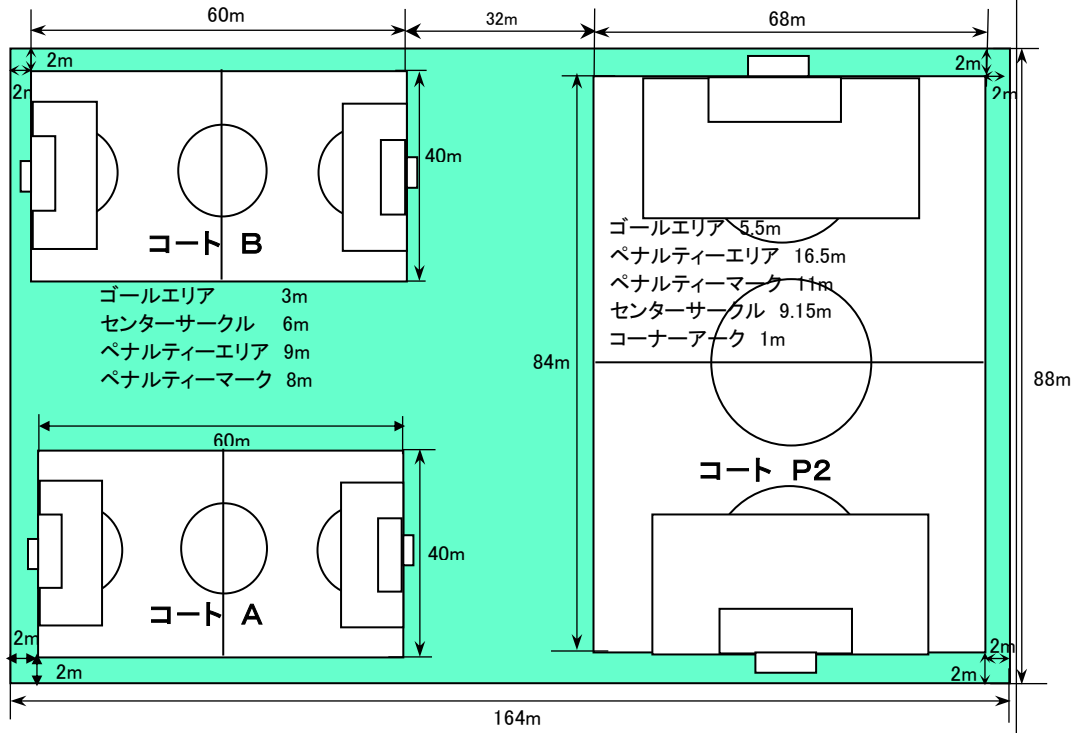 60m
32m
68m
2m
2m
2m
2m
40m
コート B
ゴールエリア 3m
センターサークル 6m
ペナルティーエリア 9m
ペナルティーマーク 8m
ゴールエリア 5.5m
ペナルティーエリア 16.5m
ペナルティーマーク 11m
センターサークル 9.15m
コーナーアーク 1m
84m
88m
60m
コート P2
40m
コート A
2m
2m
2m
2m
164m